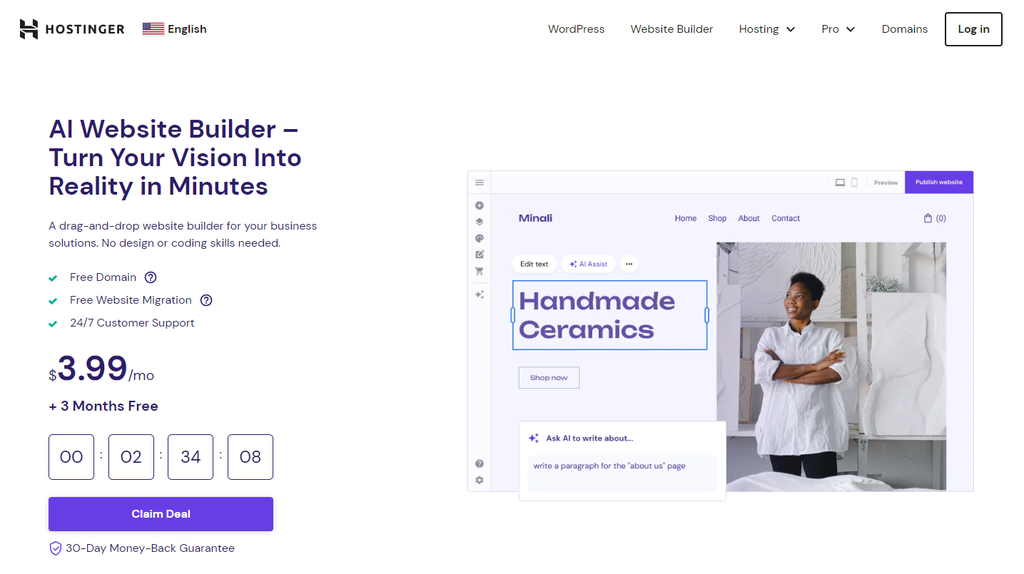 HOSTINGER
English
WordPress
Website Builder
Hosting
Pro
Domains
Log in
AI Website Builder –
Turn Your Vision Into
Reality in Minutes
A drag-and-drop website builder for your business
solutions. No design or coding skills needed.
Free Domain
Free Website Migration
24/7 Customer Support
$3.99/mo
+ 3 Months Free
00 : 02 : 34 : 08
Claim Deal
30-Day Money-Back Guarantee
Preview
Publish website
Minali
Home
Shop
About
Contact
(0)
Edit text
AI Assist
Handmade
Ceramics
Shop now
Ask AI to write about...
write a paragraph for the "about us" page